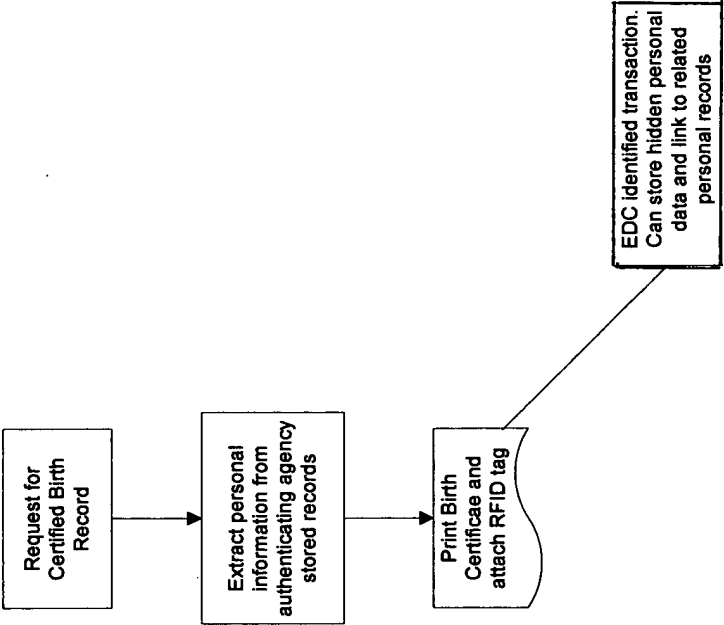 Request for
Certified Birth
Record
Extract personal
information from
authenticating agency
stored records
Print Birth
Certificae and
attach RFID tag
EDC identified transaction.
Can store hidden personal
data and link to related
personal records